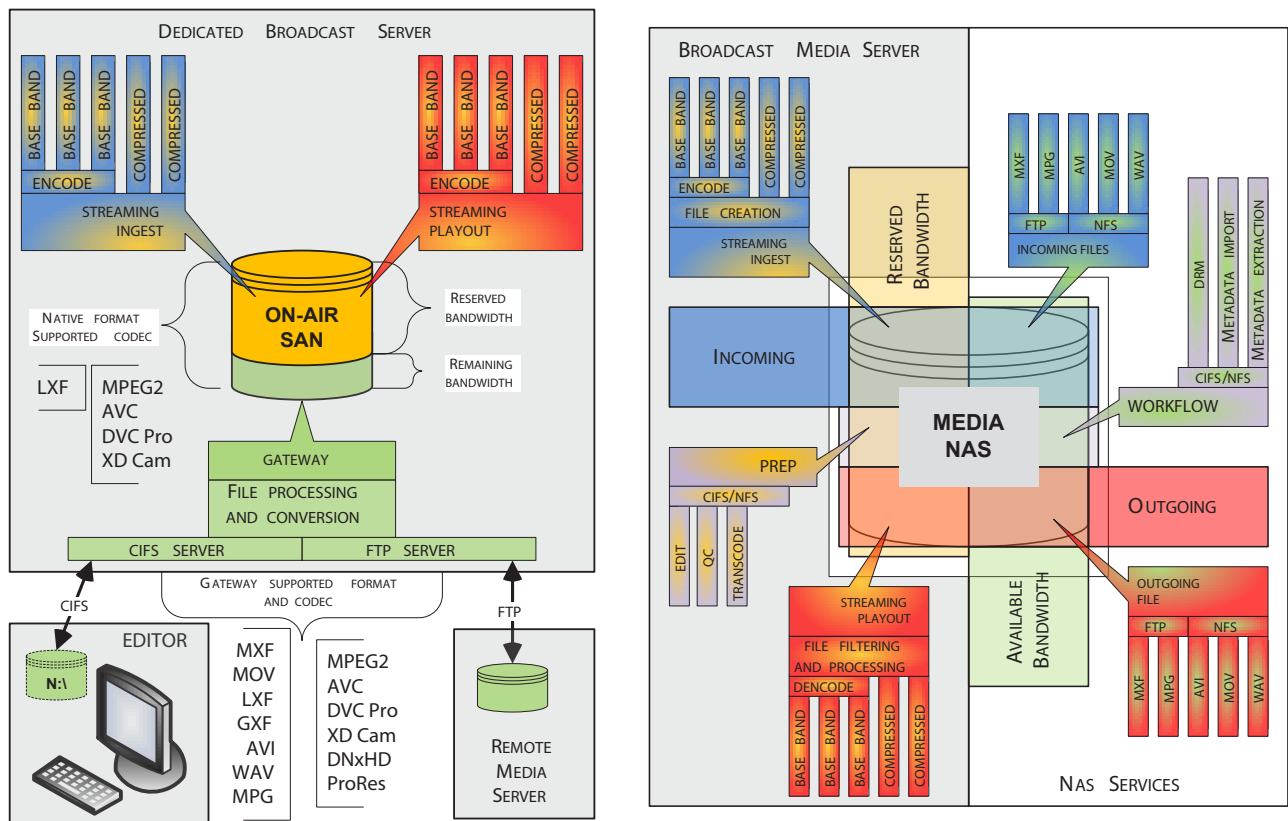 DEDICATED BROADCAST SERVER
BASE BAND
BASE BAND
BASE BAND
COMPRESSED
COMPRESSED
ENCODE
STREAMING
INGEST
BASE BAND
BASE BAND
BASE BAND
COMPRESSED
COMPRESSED
ENCODE
STREAMING
PLAYOUT
ON-AIR
SAN
NATIVE FORMAT
SUPPORTED CODEC
RESERVED
BANDWIDTH
REMAINING
BANDWIDTH
LXF
MPEG2
AVC
DVC Pro
XD Cam
GATEWAY
FILE PROCESSING
AND CONVERSION
CIFS SERVER
FTP SERVER
GATEWAY SUPPORTED FORMAT
AND CODEC
CIFS
FTP
EDITOR
N:\
MXF
MOV
LXF
GXF
AVI
WAV
MPG
MPEG2
AVC
DVC Pro
XD Cam
DNxHD
ProRes
REMOTE
MEDIA
SERVER
BROADCAST MEDIA SERVER
BASE BAND
BASE BAND
BASE BAND
COMPRESSED
COMPRESSED
ENCODE
FILE CREATION
STREAMING
INGEST
RESERVED
BANDWIDTH
MXF
MPG
AVI
MOV
WAV
FTP
NFS
INCOMING FILES
DRM
METADATA IMPORT
METADATA EXTRACTION
CIFS/NFS
WORKFLOW
INCOMING
MEDIA
NAS
PREP
CIFS/NFS
EDIT
QC
TRANSCODE
OUTGOING
STREAMING
PLAYOUT
FILE FILTERING
AND PROCESSING
DENCODE
BASE BAND
BASE BAND
BASE BAND
COMPRESSED
COMPRESSED
AVAILABLE
BANDWIDTH
OUTGOING
FILE
FTP
NFS
MXF
MPG
AVI
MOV
WAV
NAS SERVICES